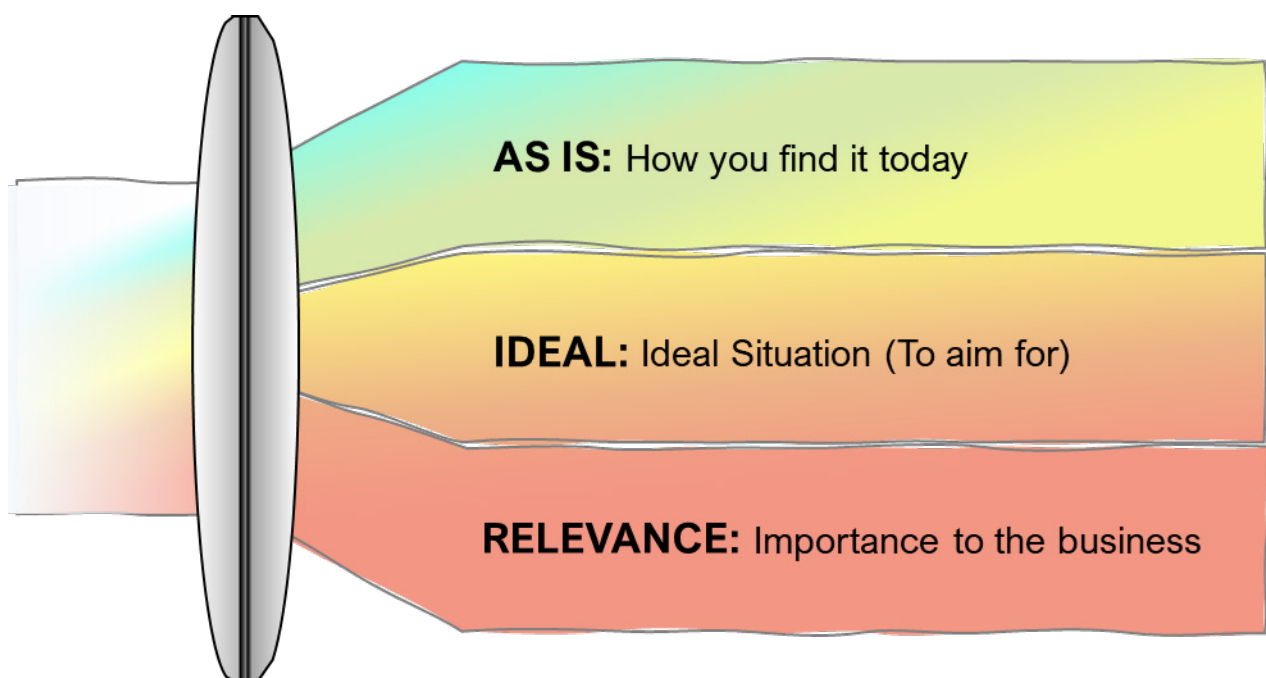 AS IS: How you find it today
IDEAL: Ideal Situation (To aim for)
RELEVANCE: Importance to the business